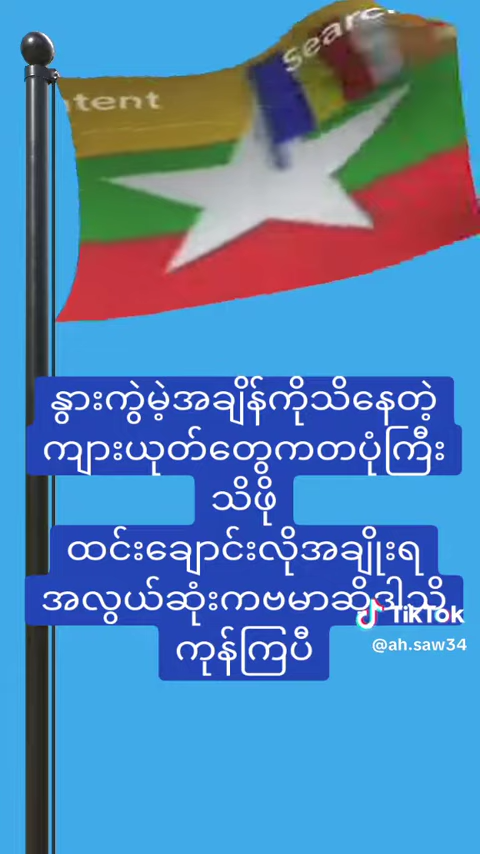 search
tent
နွားကွဲမဲ့အချိန်ကိုသိနေတဲ့
ကျားယုတ်တွေကတပုံကြီး
သိဖို
ထင်းချောင်းလိုအချိုးရ
အလွယ်ဆုံးကဗမာဆိုဒါသိ
ကုန်ကြပီ
TikTok
@ah.saw34